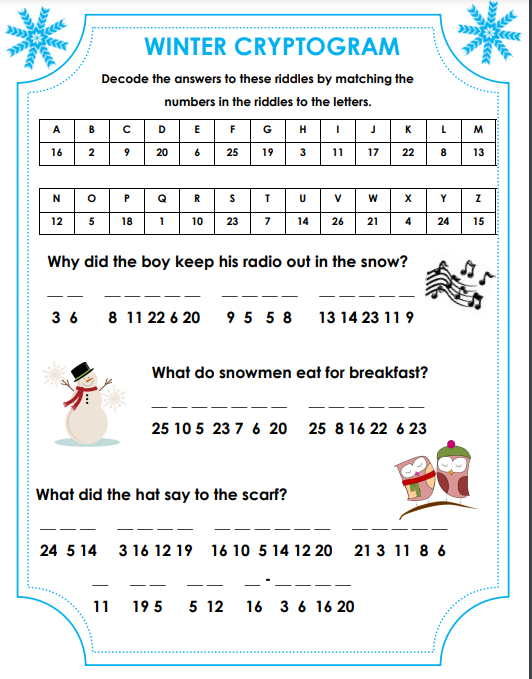 WINTER CRYPTOGRAM
Decode the answers to these riddles by matching the
numbers in the riddles to the letters.
A B C D E F G H I J K L M
16 2 9 20 6 25 19 3 11 17 22 8 13
N O P Q R S T U V W X Y Z
12 5 18 1 10 23 7 14 26 21 4 24 15
Why did the boy keep his radio out in the snow?
3 6 8 11 22 6 20 9 5 5 8 13 14 23 11 9
What do snowmen eat for breakfast?
25 10 5 23 7 6 20 25 8 16 22 6 23
What did the hat say to the scarf?
24 5 14 3 16 12 19 16 10 5 14 12 20 21 3 11 8 6
-
11 19 5 5 12 16 3 6 16 20